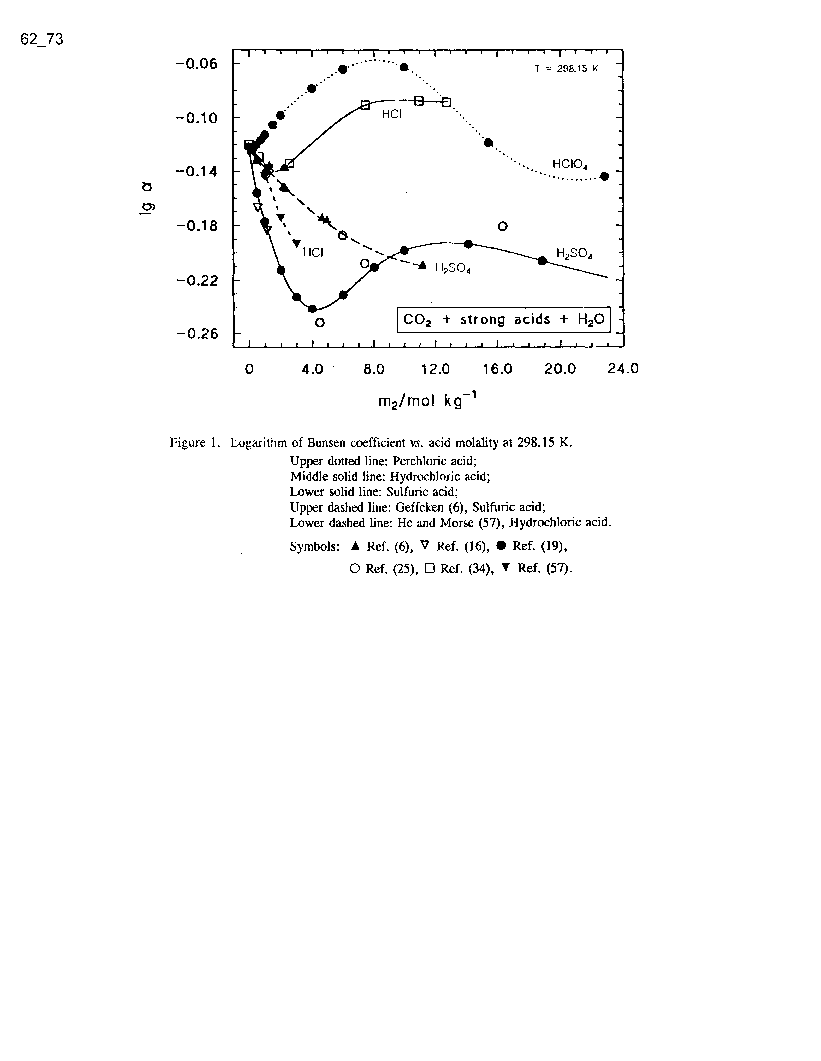 62_73
-0.06
T = 298.15 K
-0.10
HCl
-0.14
HClO4
lg α
-0.18
HCl
H2SO4
H2SO4
-0.22
CO2 + strong acids + H2O
-0.26
0 4.0 8.0 12.0 16.0 20.0 24.0
m2/mol kg⁻¹
Figure 1. Logarithm of Bunsen coefficient vs. acid molality at 298.15 K.
Upper dotted line: Perchloric acid;
Middle solid line: Hydrochloric acid;
Lower solid line: Sulfuric acid;
Upper dashed line: Geffcken (6), Sulfuric acid;
Lower dashed line: He and Morse (57), Hydrochloric acid.
Symbols: ▲ Ref. (6), ▽ Ref. (16), ● Ref. (19),
○ Ref. (25), □ Ref. (34), ▼ Ref. (57).